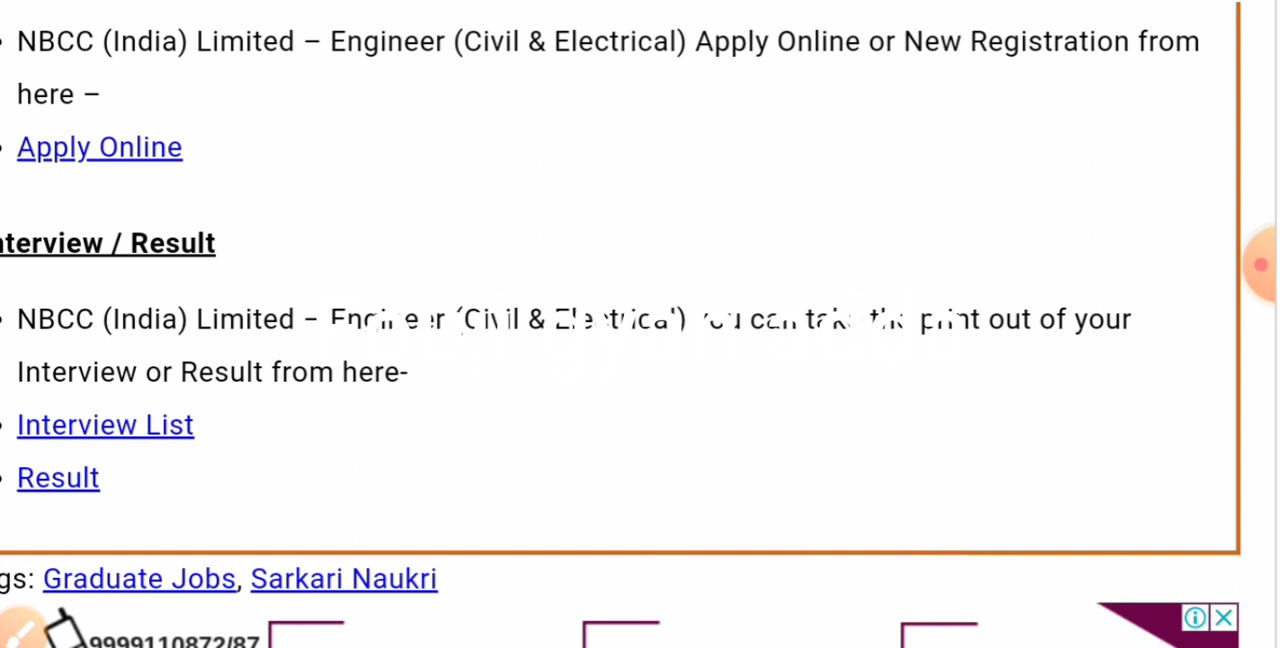 NBCC (India) Limited – Engineer (Civil & Electrical) Apply Online or New Registration from
here –
Apply Online
nterview / Result
NBCC (India) Limited – Engineer (Civil & Electrical) you can take the print out of your
Interview or Result from here-
Interview List
Result
gs: Graduate Jobs, Sarkari Naukri
9999110872/87